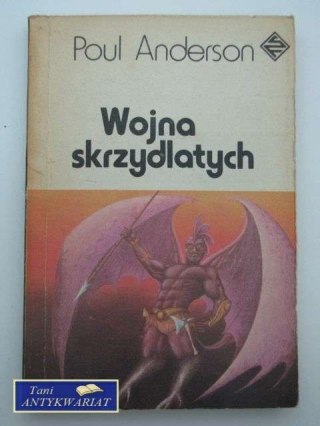 Poul Anderson
Wojna
skrzydlatych
Tani
ANTYKWARIAT